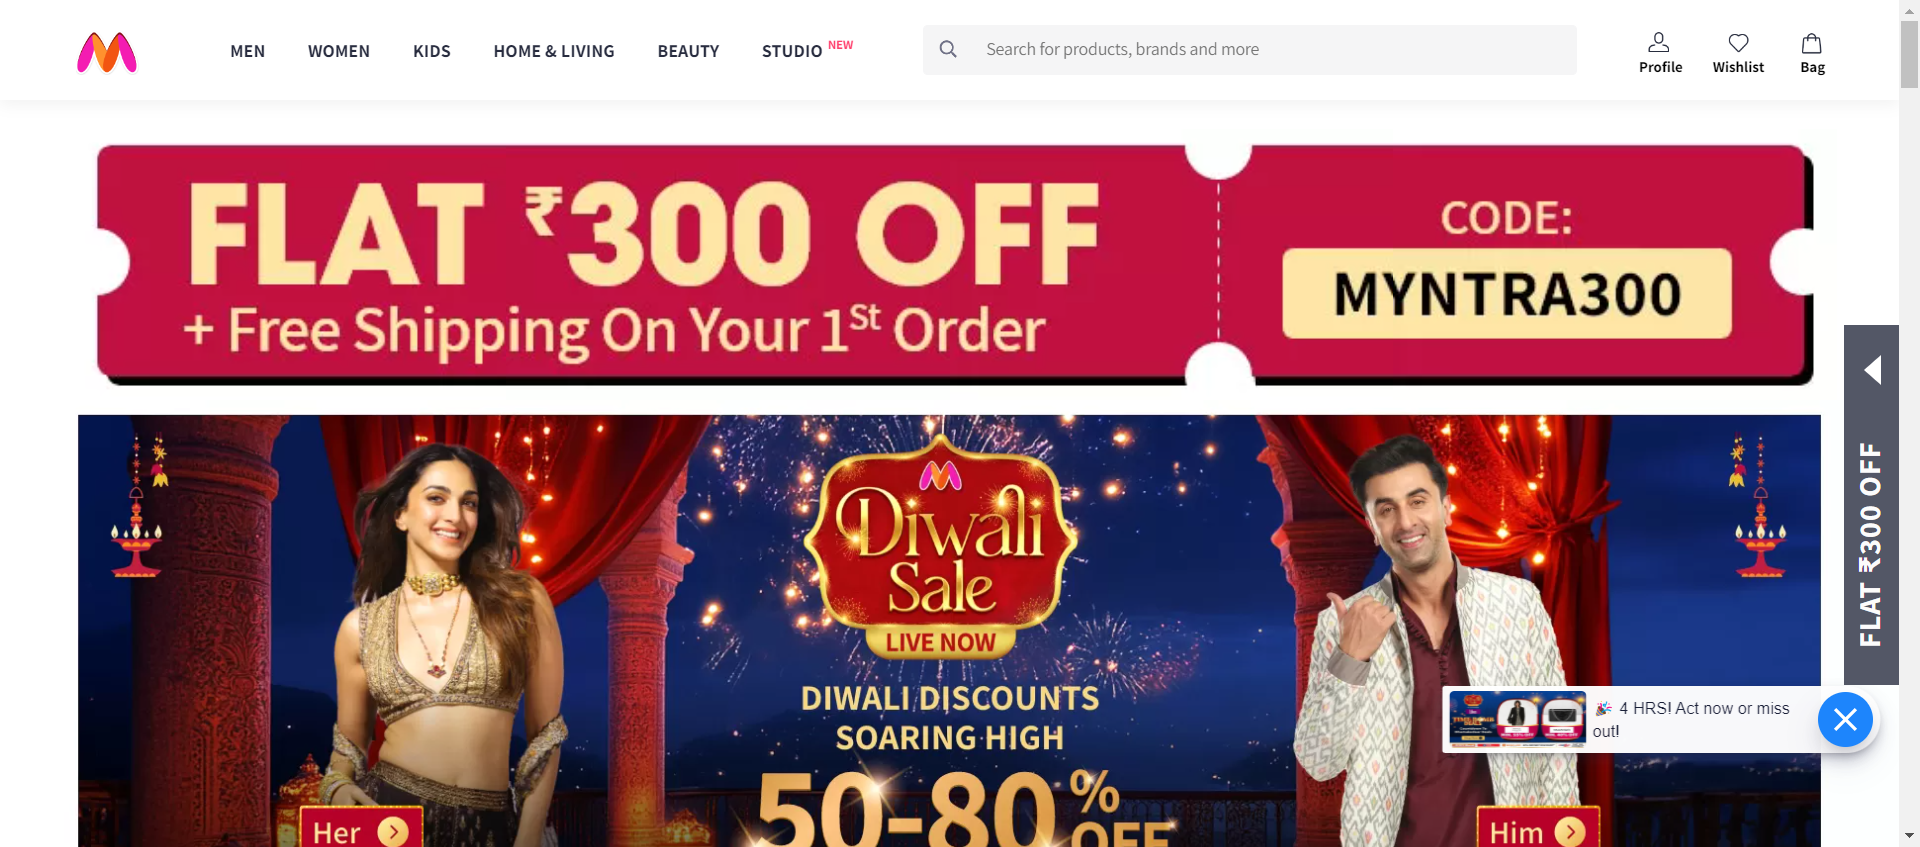 MEN WOMEN KIDS HOME & LIVING BEAUTY STUDIO NEW
Search for products, brands and more
Profile Wishlist Bag
FLAT ₹300 OFF
+ Free Shipping On Your 1st Order
CODE:
MYNTRA300
FLAT ₹300 OFF
Diwali
Sale
LIVE NOW
DIWALI DISCOUNTS
SOARING HIGH
50-80% OFF
Her
Him
🎉 4 HRS! Act now or miss
out!